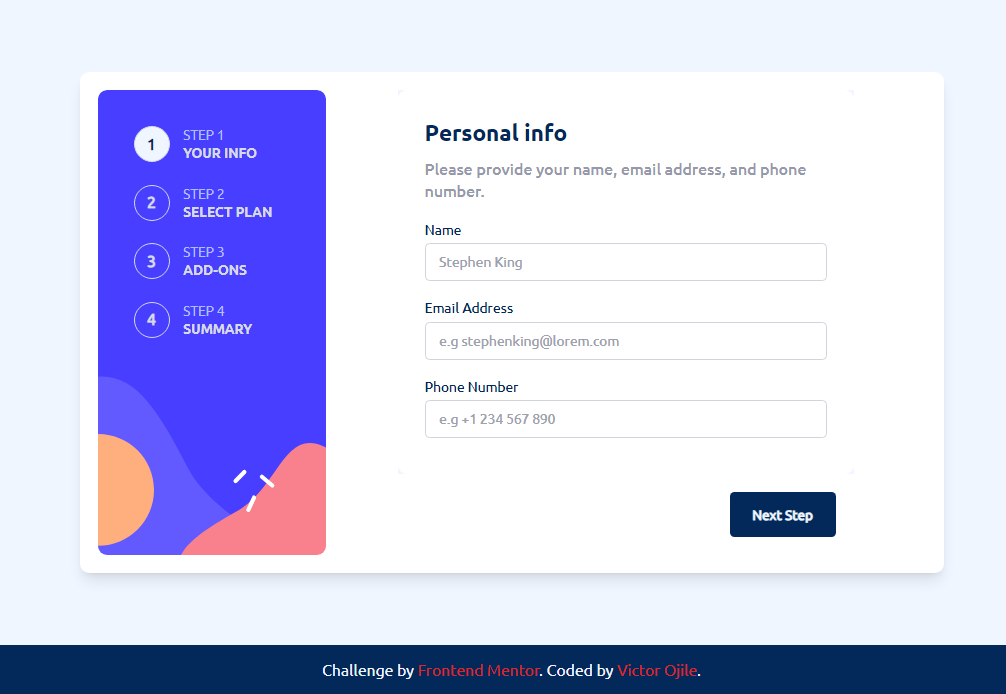 1
STEP 1
YOUR INFO
2
STEP 2
SELECT PLAN
3
STEP 3
ADD-ONS
4
STEP 4
SUMMARY
Personal info
Please provide your name, email address, and phone
number.
Name
Stephen King
Email Address
e.g stephenking@lorem.com
Phone Number
e.g +1 234 567 890
Next Step
Challenge by Frontend Mentor. Coded by Victor Ojile.